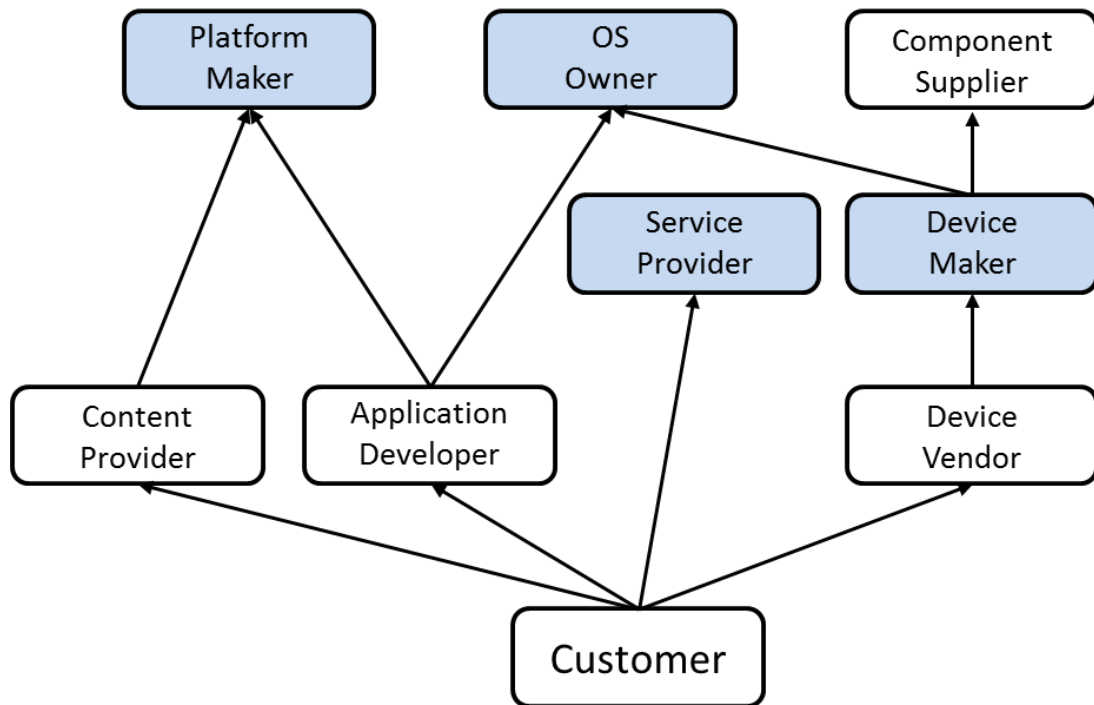 Platform
Maker
OS
Owner
Component
Supplier
Service
Provider
Device
Maker
Content
Provider
Application
Developer
Device
Vendor
Customer